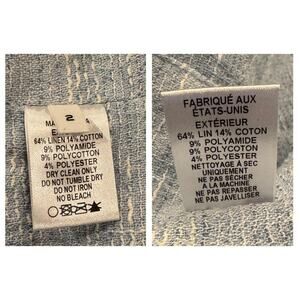 2
MA
E
64% LINEN 14% COTTON
9% POLYAMIDE
9% POLYCOTTON
4% POLYESTER
DRY CLEAN ONLY
DO NOT TUMBLE DRY
DO NOT IRON
NO BLEACH
FABRIQUÉ AUX
ÉTATS-UNIS
EXTÉRIEUR
64% LIN 14% COTON
9% POLYAMIDE
9% POLYCOTON
4% POLYESTER
NETTOYAGE A SEC
UNIQUEMENT
NE PAS SÉCHER
A LA MACHINE
NE PAS REPASSER
NE PAS JAVELLISER